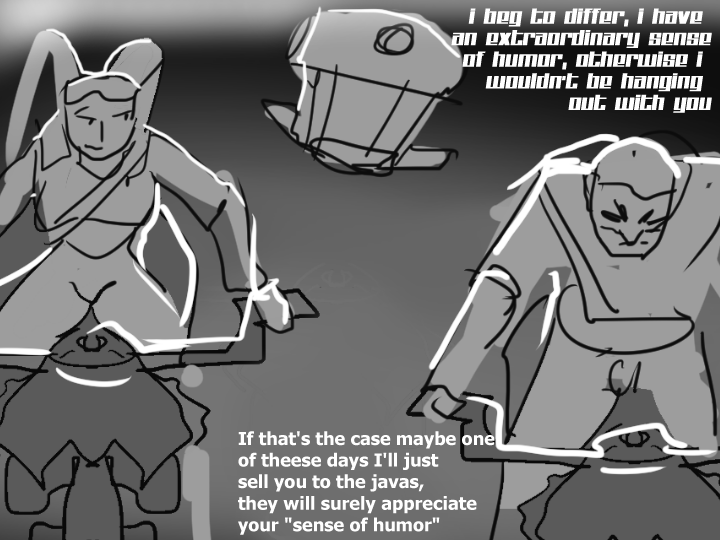 i beg to differ, i have
an extraordinary sense
of humor, otherwise i
wouldn't be hanging
out with you
If that's the case maybe one
of theese days I'll just
sell you to the javas,
they will surely appreciate
your "sense of humor"